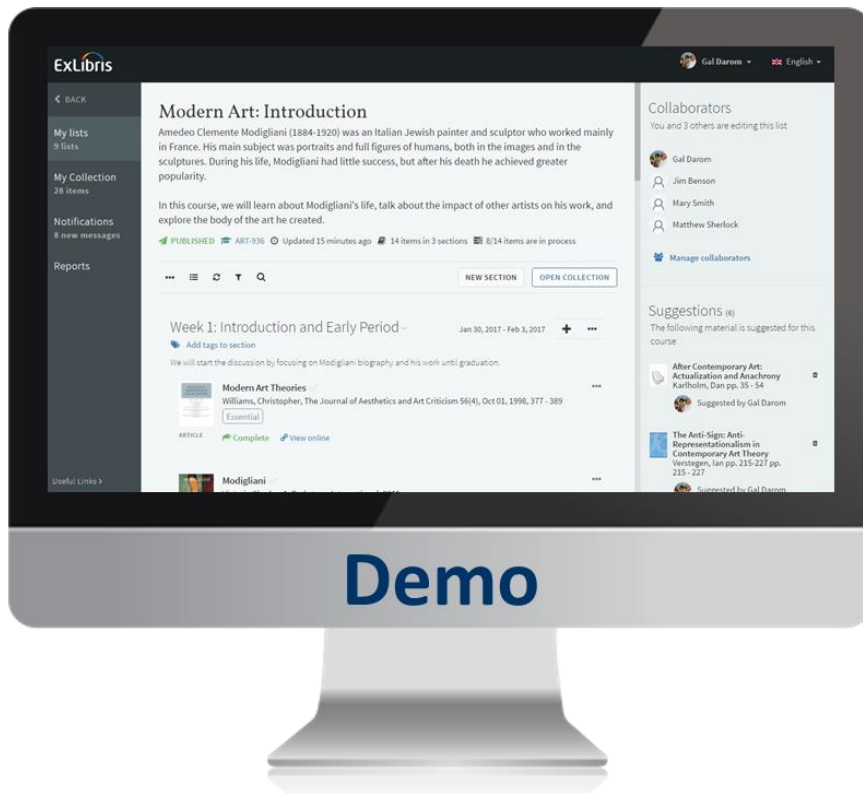 ExLibris
Gal Darom
English
BACK
My lists
9 lists
My Collection
28 items
Notifications
8 new messages
Reports
Useful Links >
Modern Art: Introduction
Amedeo Clemente Modigliani (1884-1920) was an Italian Jewish painter and sculptor who worked mainly
in France. His main subject was portraits and full figures of humans, both in the images and in the
sculptures. During his life, Modigliani had little success, but after his death he achieved greater
popularity.
In this course, we will learn about Modigliani's life, talk about the impact of other artists on his work, and
explore the body of the art he created.
PUBLISHED ART-936 Updated 15 minutes ago 14 items in 3 sections 8/14 items are in process
NEW SECTION OPEN COLLECTION
Week 1: Introduction and Early Period
Jan 30, 2017 - Feb 3, 2017
Add tags to section
We will start the discussion by focusing on Modigliani biography and his work until graduation.
Modern Art Theories
Williams, Christopher, The Journal of Aesthetics and Art Criticism 56(4), Oct 01, 1998, 377 - 389
Essential
ARTICLE
Complete View online
Modigliani
Collaborators
You and 3 others are editing this list
Gal Darom
Jim Benson
Mary Smith
Matthew Sherlock
Manage collaborators
Suggestions (6)
The following material is suggested for this
course
After Contemporary Art:
Actualization and Anachrony
Karlholm, Dan pp. 35 - 54
Suggested by Gal Darom
The Anti-Sign: Anti-
Representationalism in
Contemporary Art Theory
Verstegen, Ian pp. 215-227 pp.
215 - 227
Suggested by Gal Darom
Demo